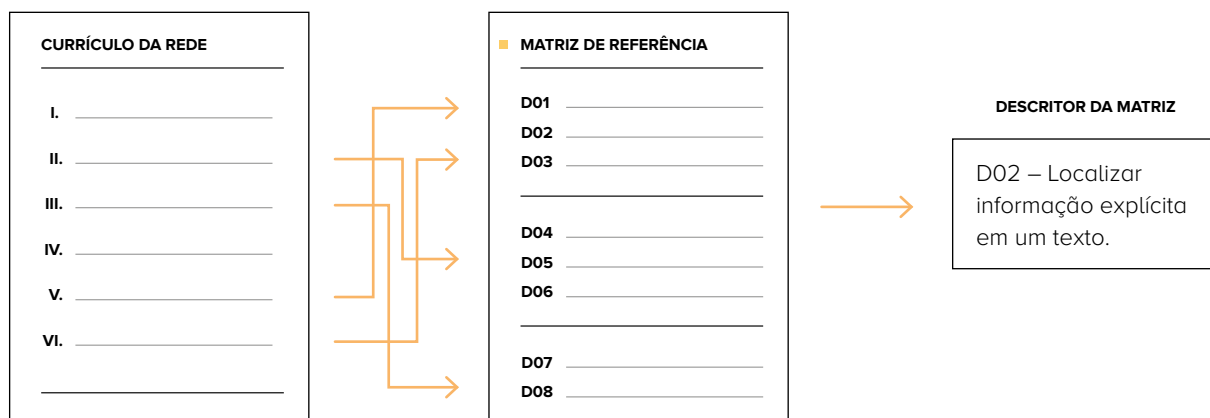 CURRÍCULO DA REDE
I.
II.
III.
IV.
V.
VI.
MATRIZ DE REFERÊNCIA
D01
D02
D03
D04
D05
D06
D07
D08
DESCRITOR DA MATRIZ
D02 – Localizar
informação explícita
em um texto.